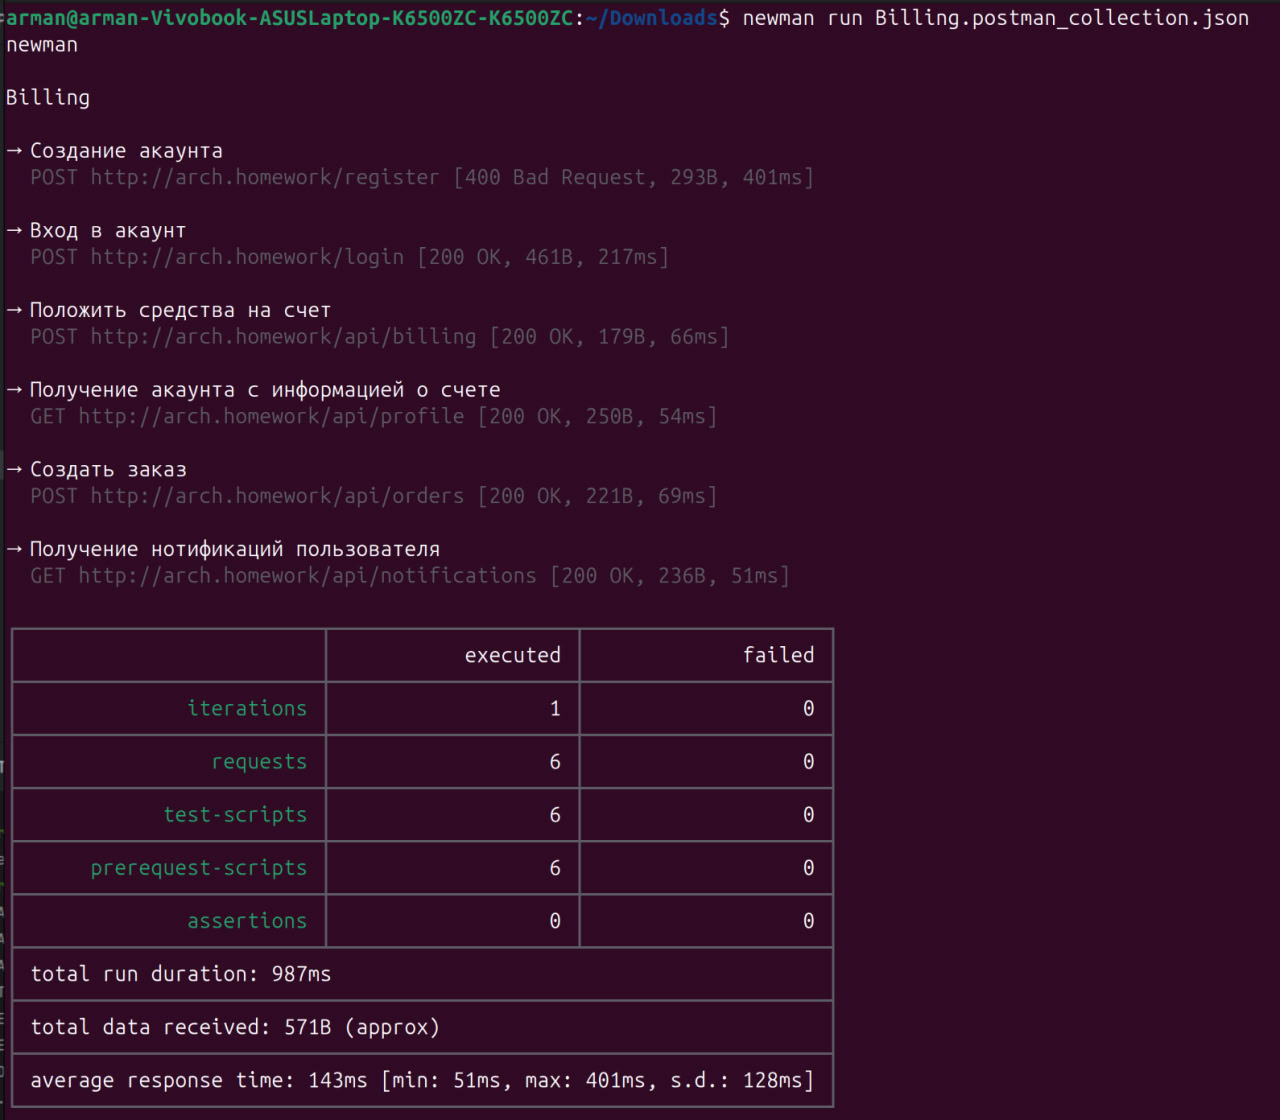 arman@arman-Vivobook-ASUSLaptop-K6500ZC-K6500ZC:~/Downloads$ newman run Billing.postman_collection.json
newman
Billing
→ Создание акаунта
POST http://arch.homework/register [400 Bad Request, 293B, 401ms]
→ Вход в акаунт
POST http://arch.homework/login [200 OK, 461B, 217ms]
→ Положить средства на счет
POST http://arch.homework/api/billing [200 OK, 179B, 66ms]
→ Получение акаунта с информацией о счете
GET http://arch.homework/api/profile [200 OK, 250B, 54ms]
→ Создать заказ
POST http://arch.homework/api/orders [200 OK, 221B, 69ms]
→ Получение нотификаций пользователя
GET http://arch.homework/api/notifications [200 OK, 236B, 51ms]
executed failed
iterations 1 0
requests 6 0
test-scripts 6 0
prerequest-scripts 6 0
assertions 0 0
total run duration: 987ms
total data received: 571B (approx)
average response time: 143ms [min: 51ms, max: 401ms, s.d.: 128ms]